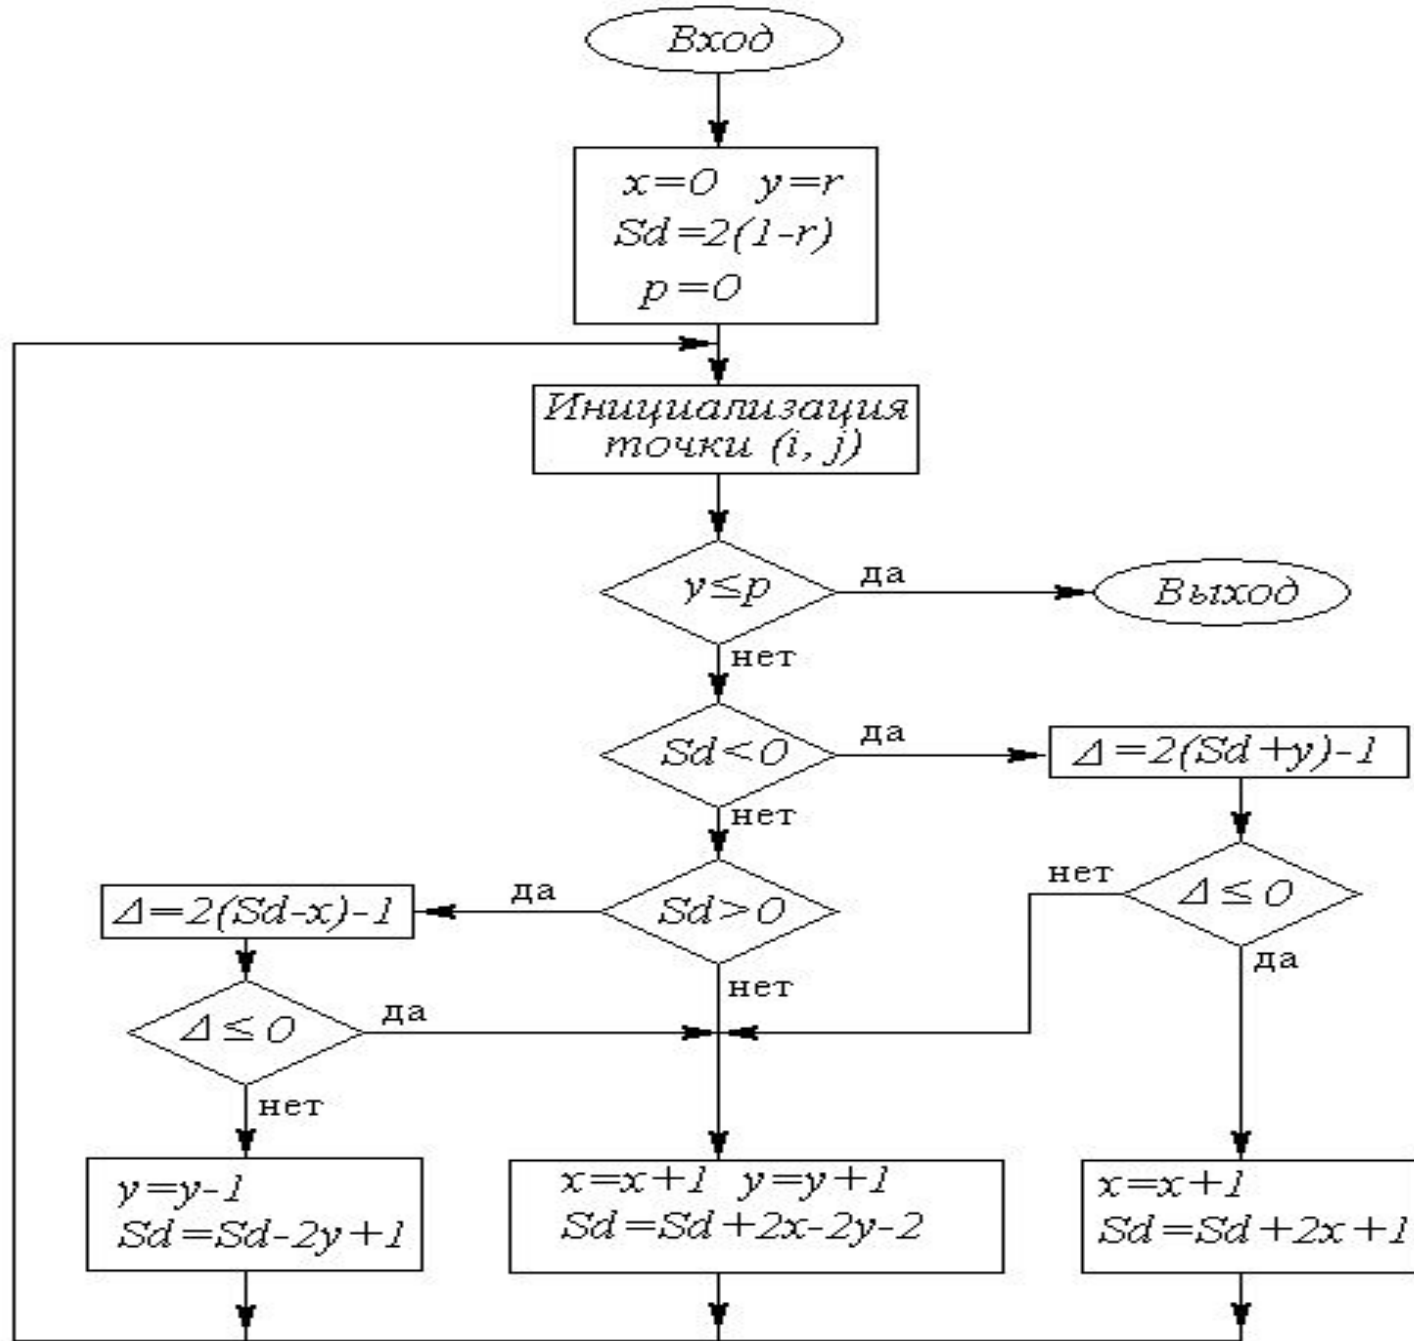 Вход
x=0 y=r
Sd=2(1-r)
p=0
Инициализация
точки (i, j)
y≤p
да
Выход
нет
Sd<0
да
Δ=2(Sd+y)-1
нет
Sd>0
да
Δ=2(Sd-x)-1
нет
Δ≤0
нет
да
Δ≤0
да
нет
y=y-1
Sd=Sd-2y+1
x=x+1 y=y+1
Sd=Sd+2x-2y-2
x=x+1
Sd=Sd+2x+1